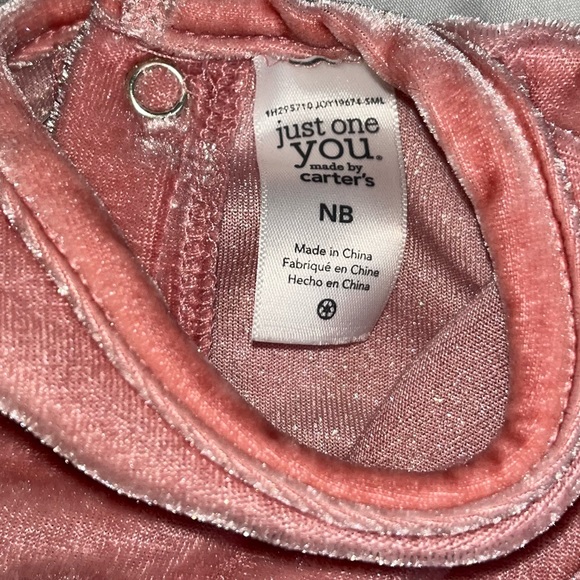 1H295710 JOY19674-SML
just one
you.
made by
carter's
NB
Made in China
Fabriqué en Chine
Hecho en China